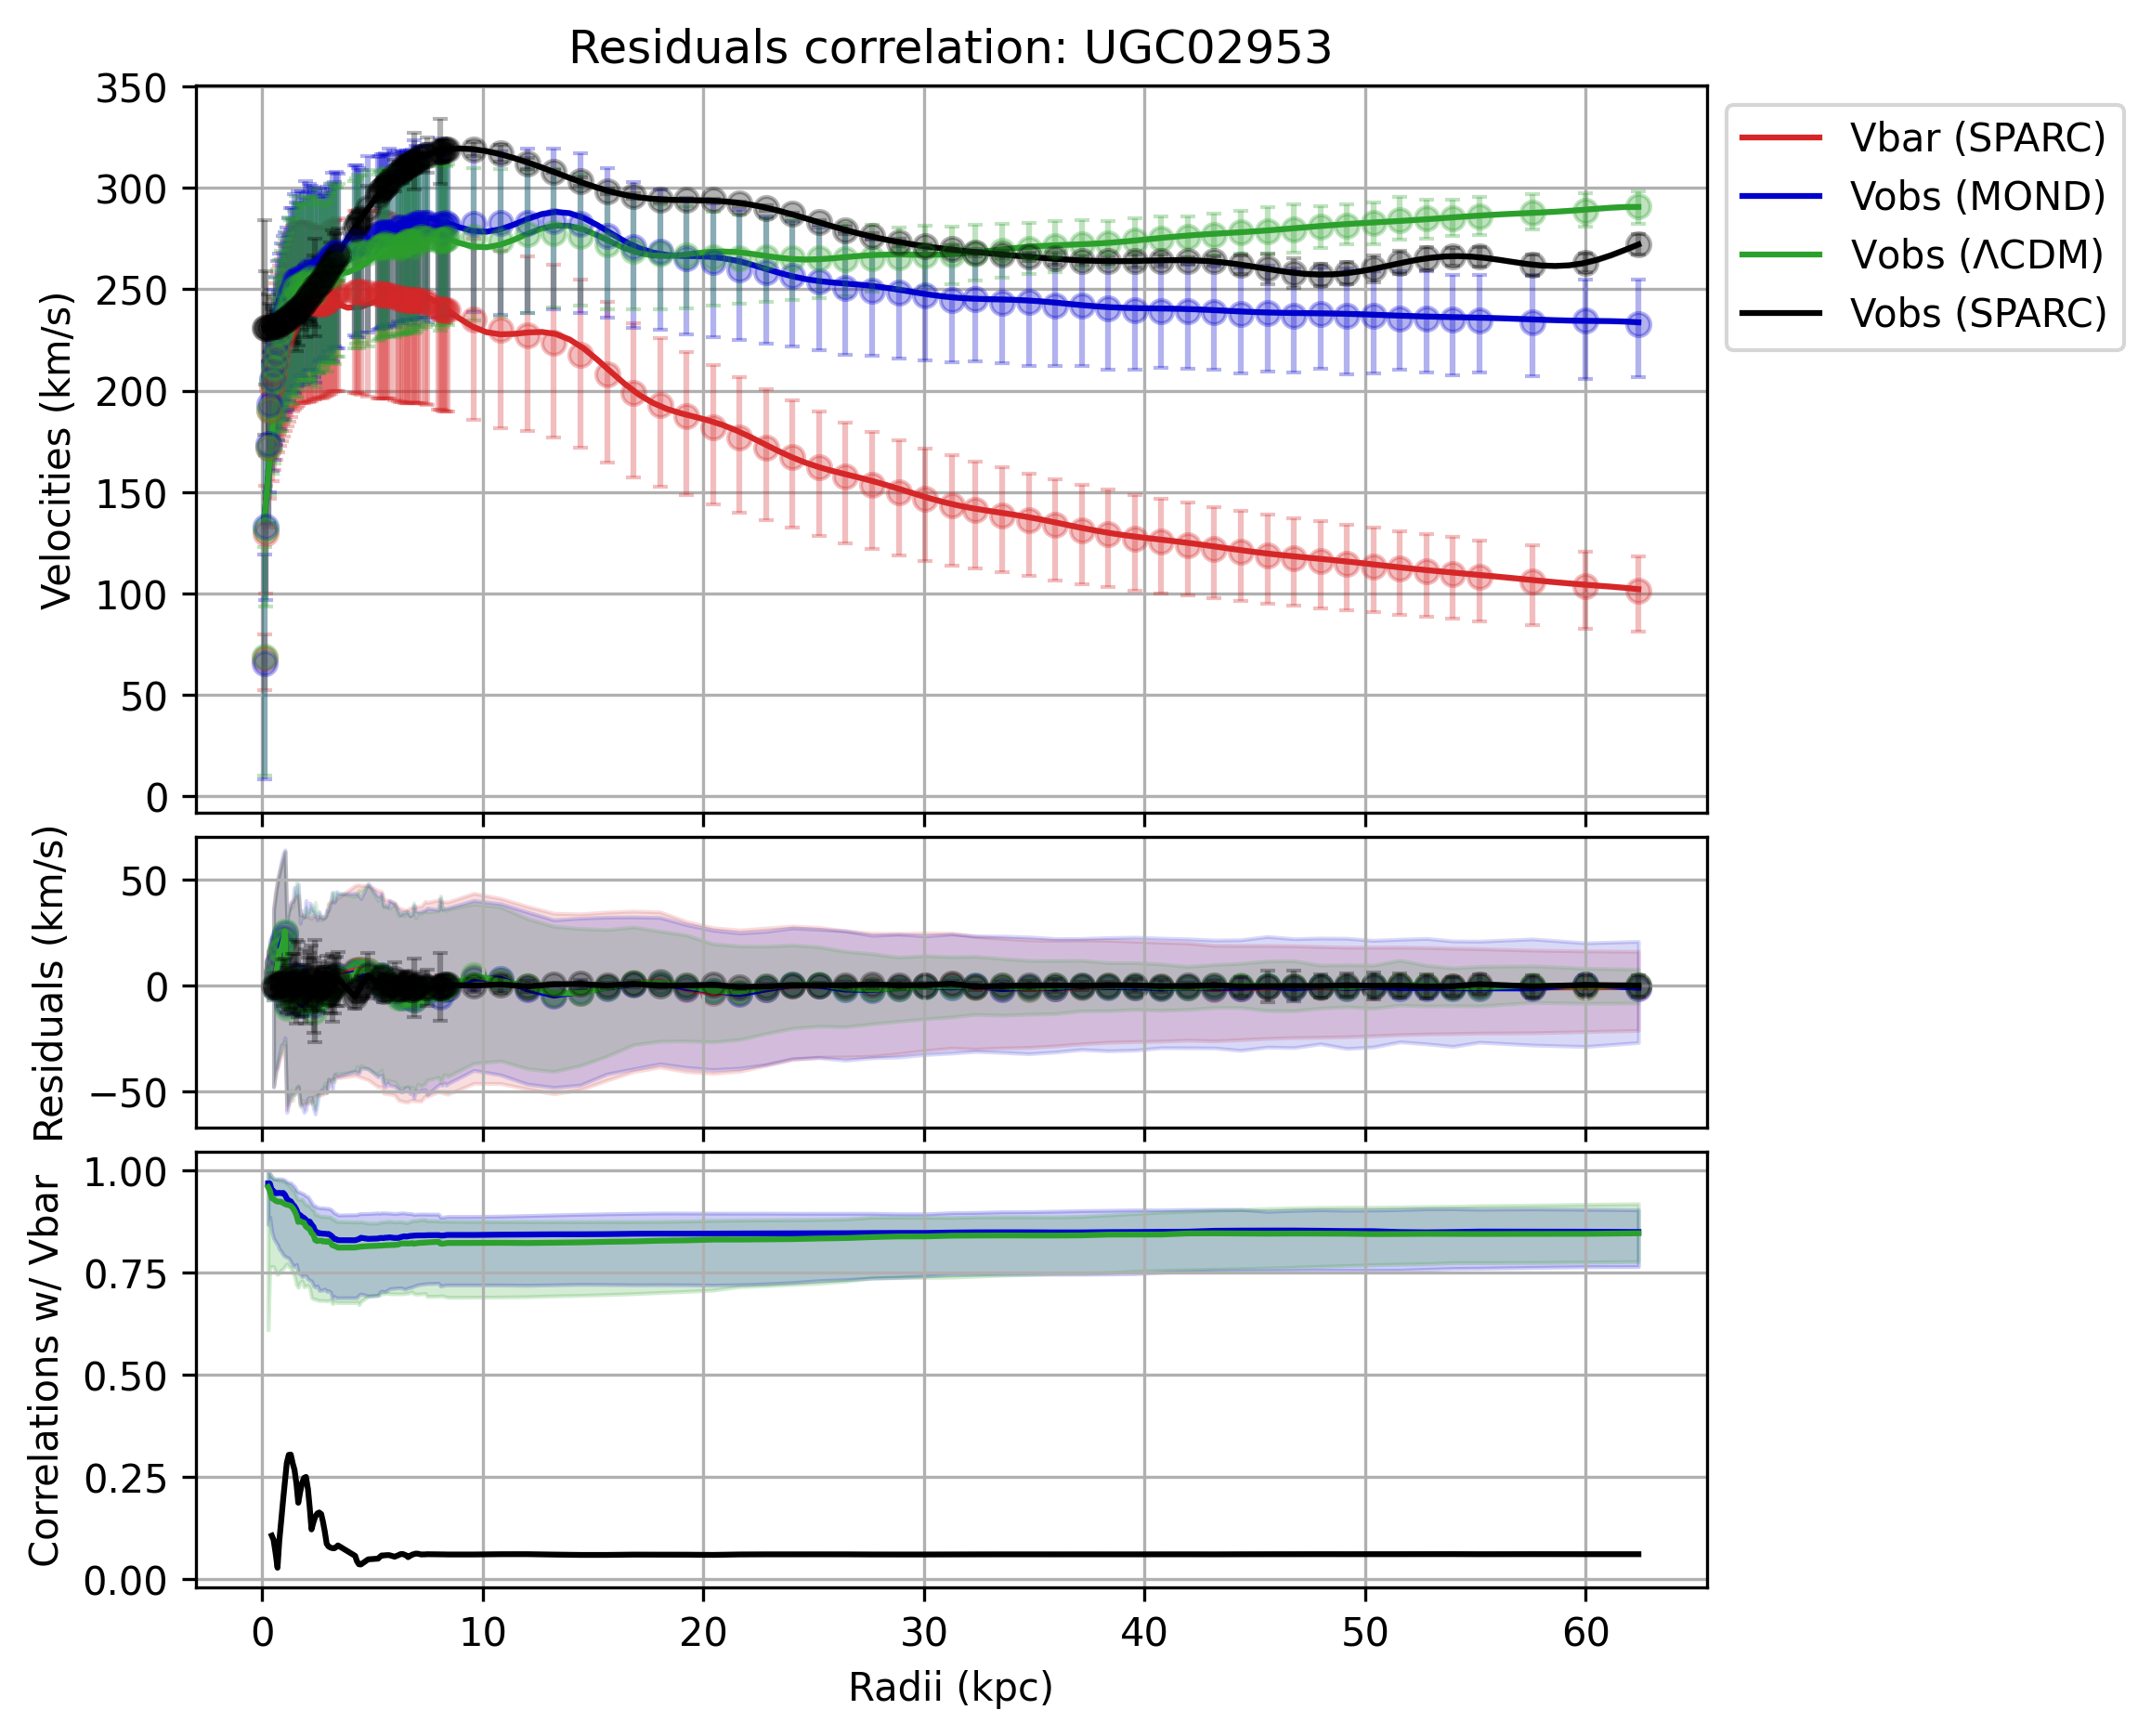 Residuals correlation: UGC02953
350
300
250
200
150
100
50
0
Velocities (km/s)
Vbar (SPARC)
Vobs (MOND)
Vobs (ΛCDM)
Vobs (SPARC)
50
0
−50
Residuals (km/s)
1.00
0.75
0.50
0.25
0.00
Correlations w/ Vbar
0 10 20 30 40 50 60
Radii (kpc)